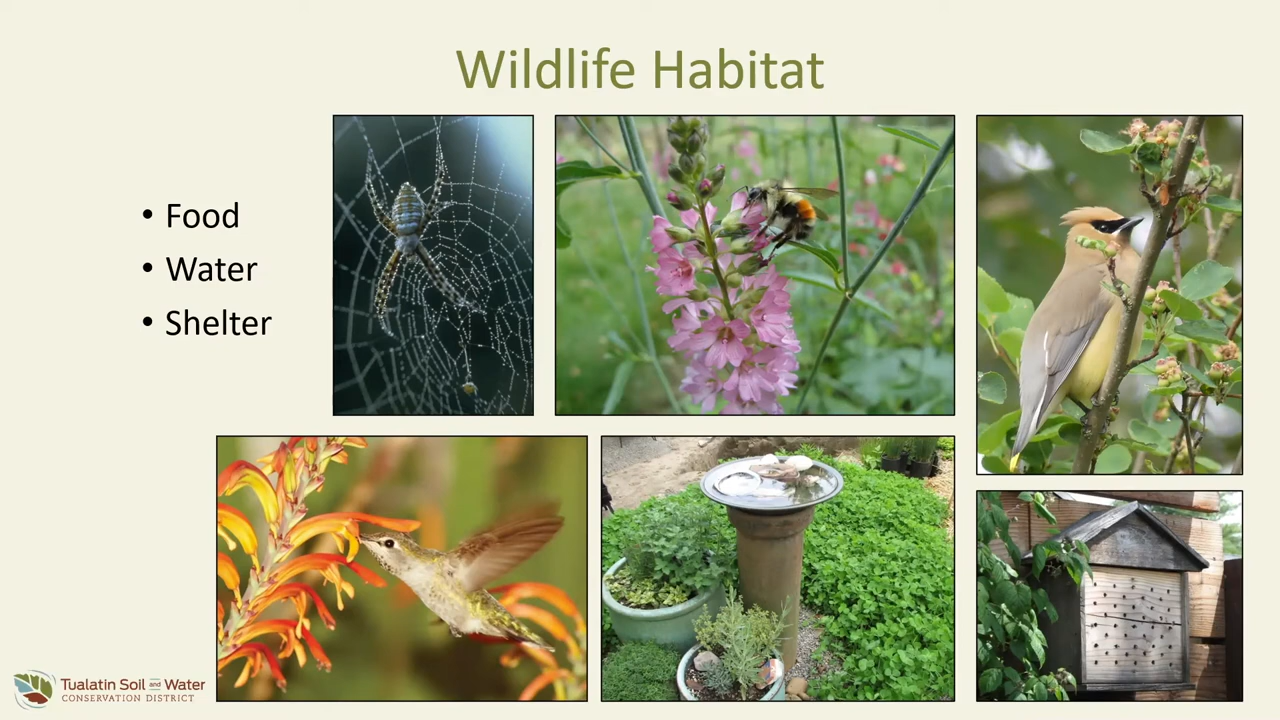 Wildlife Habitat
• Food
• Water
• Shelter
Tualatin Soil and Water
CONSERVATION DISTRICT